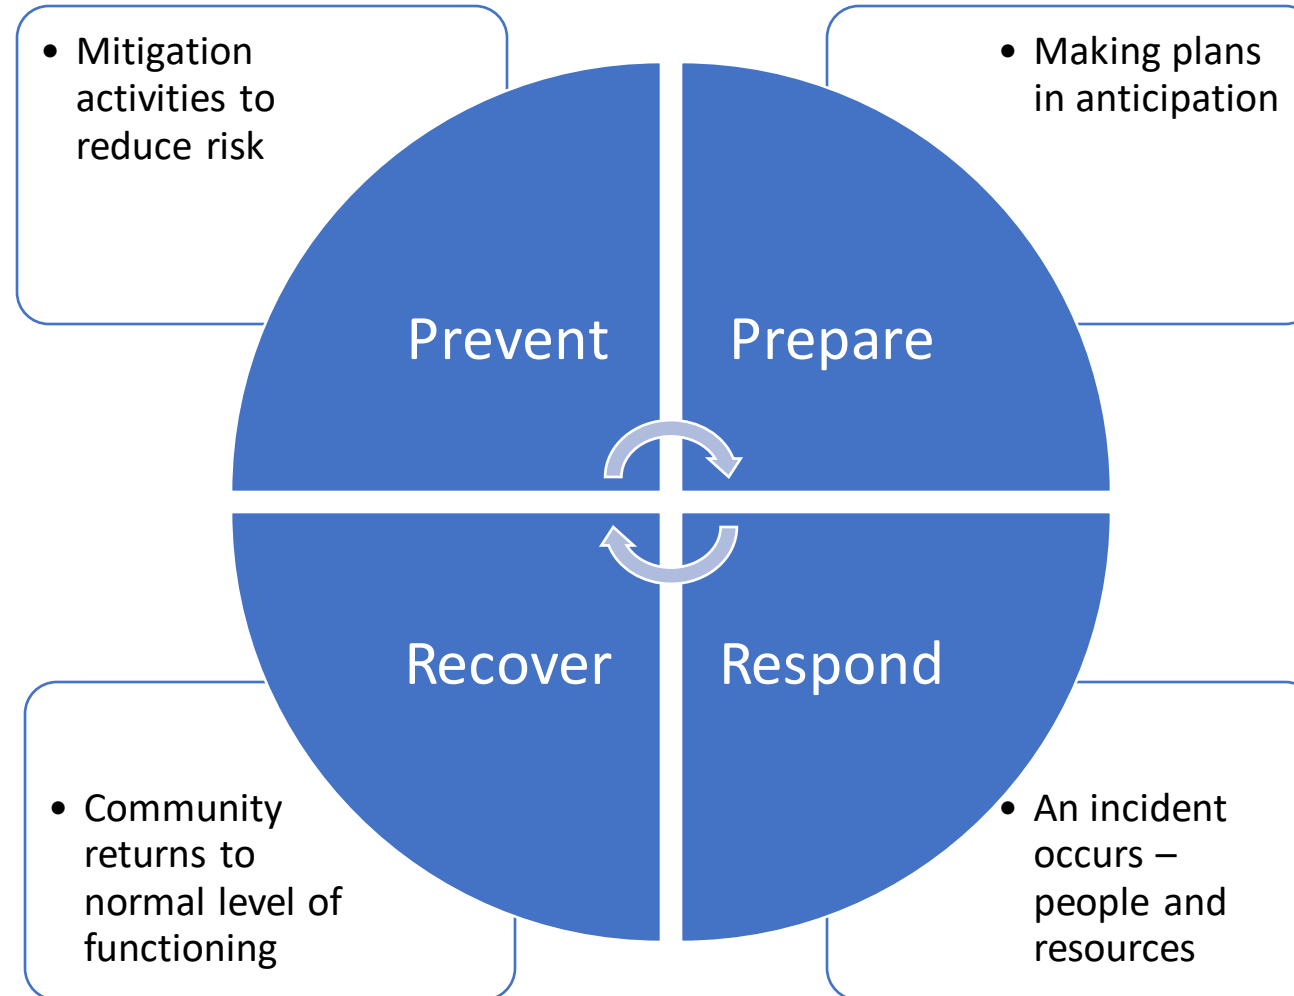 • Mitigation
activities to
reduce risk
• Making plans
in anticipation
Prevent
Prepare
Recover
Respond
• Community
returns to
normal level of
functioning
• An incident
occurs –
people and
resources